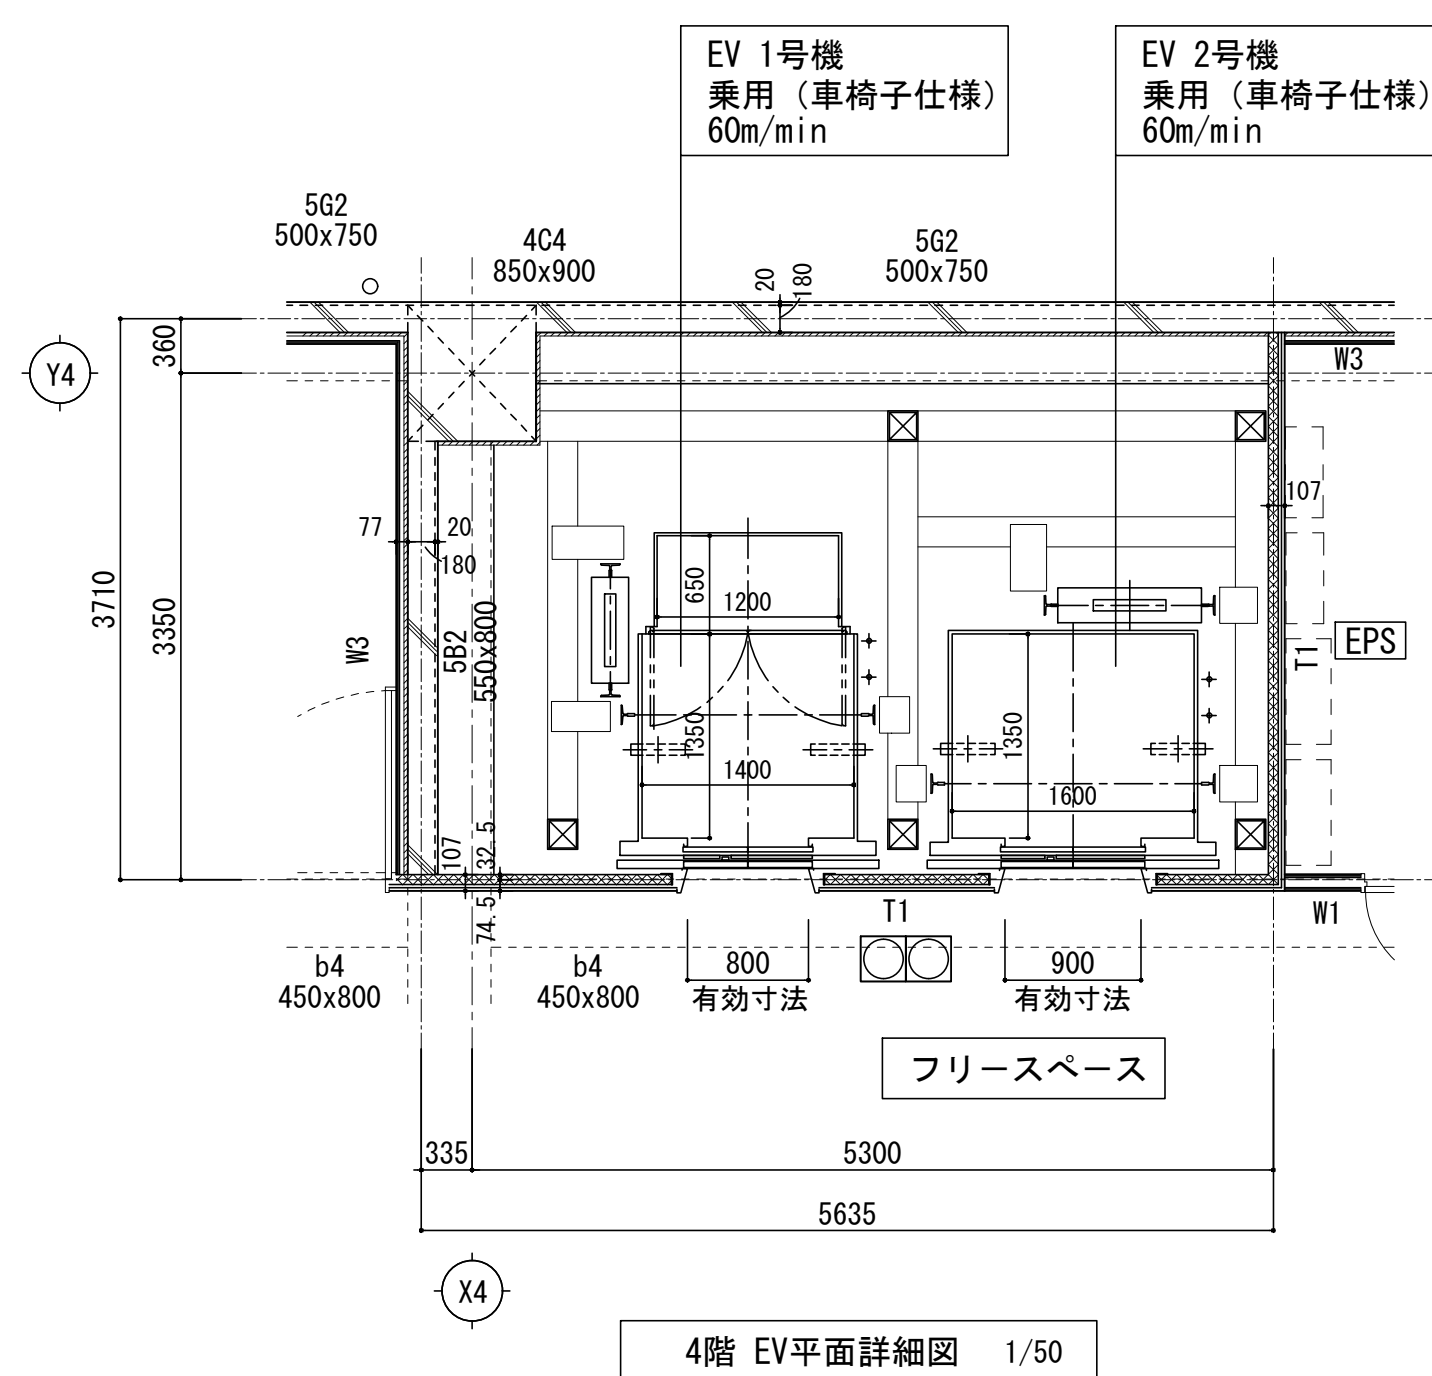 EV 1号機
乗用（車椅子仕様）
60m/min
EV 2号機
乗用（車椅子仕様）
60m/min
5G2
500x750
4C4
850x900
5G2
500x750
20
180
Y4
360
3350
3710
W3
77
20
180
107
W3
5B2
550x800
650
1200
1350
1400
1350
1600
T1
EPS
107
32.5
74.5
T1
W1
b4
450x800
b4
450x800
800
有効寸法
900
有効寸法
フリースペース
335
5300
5635
X4
4階 EV平面詳細図 1/50